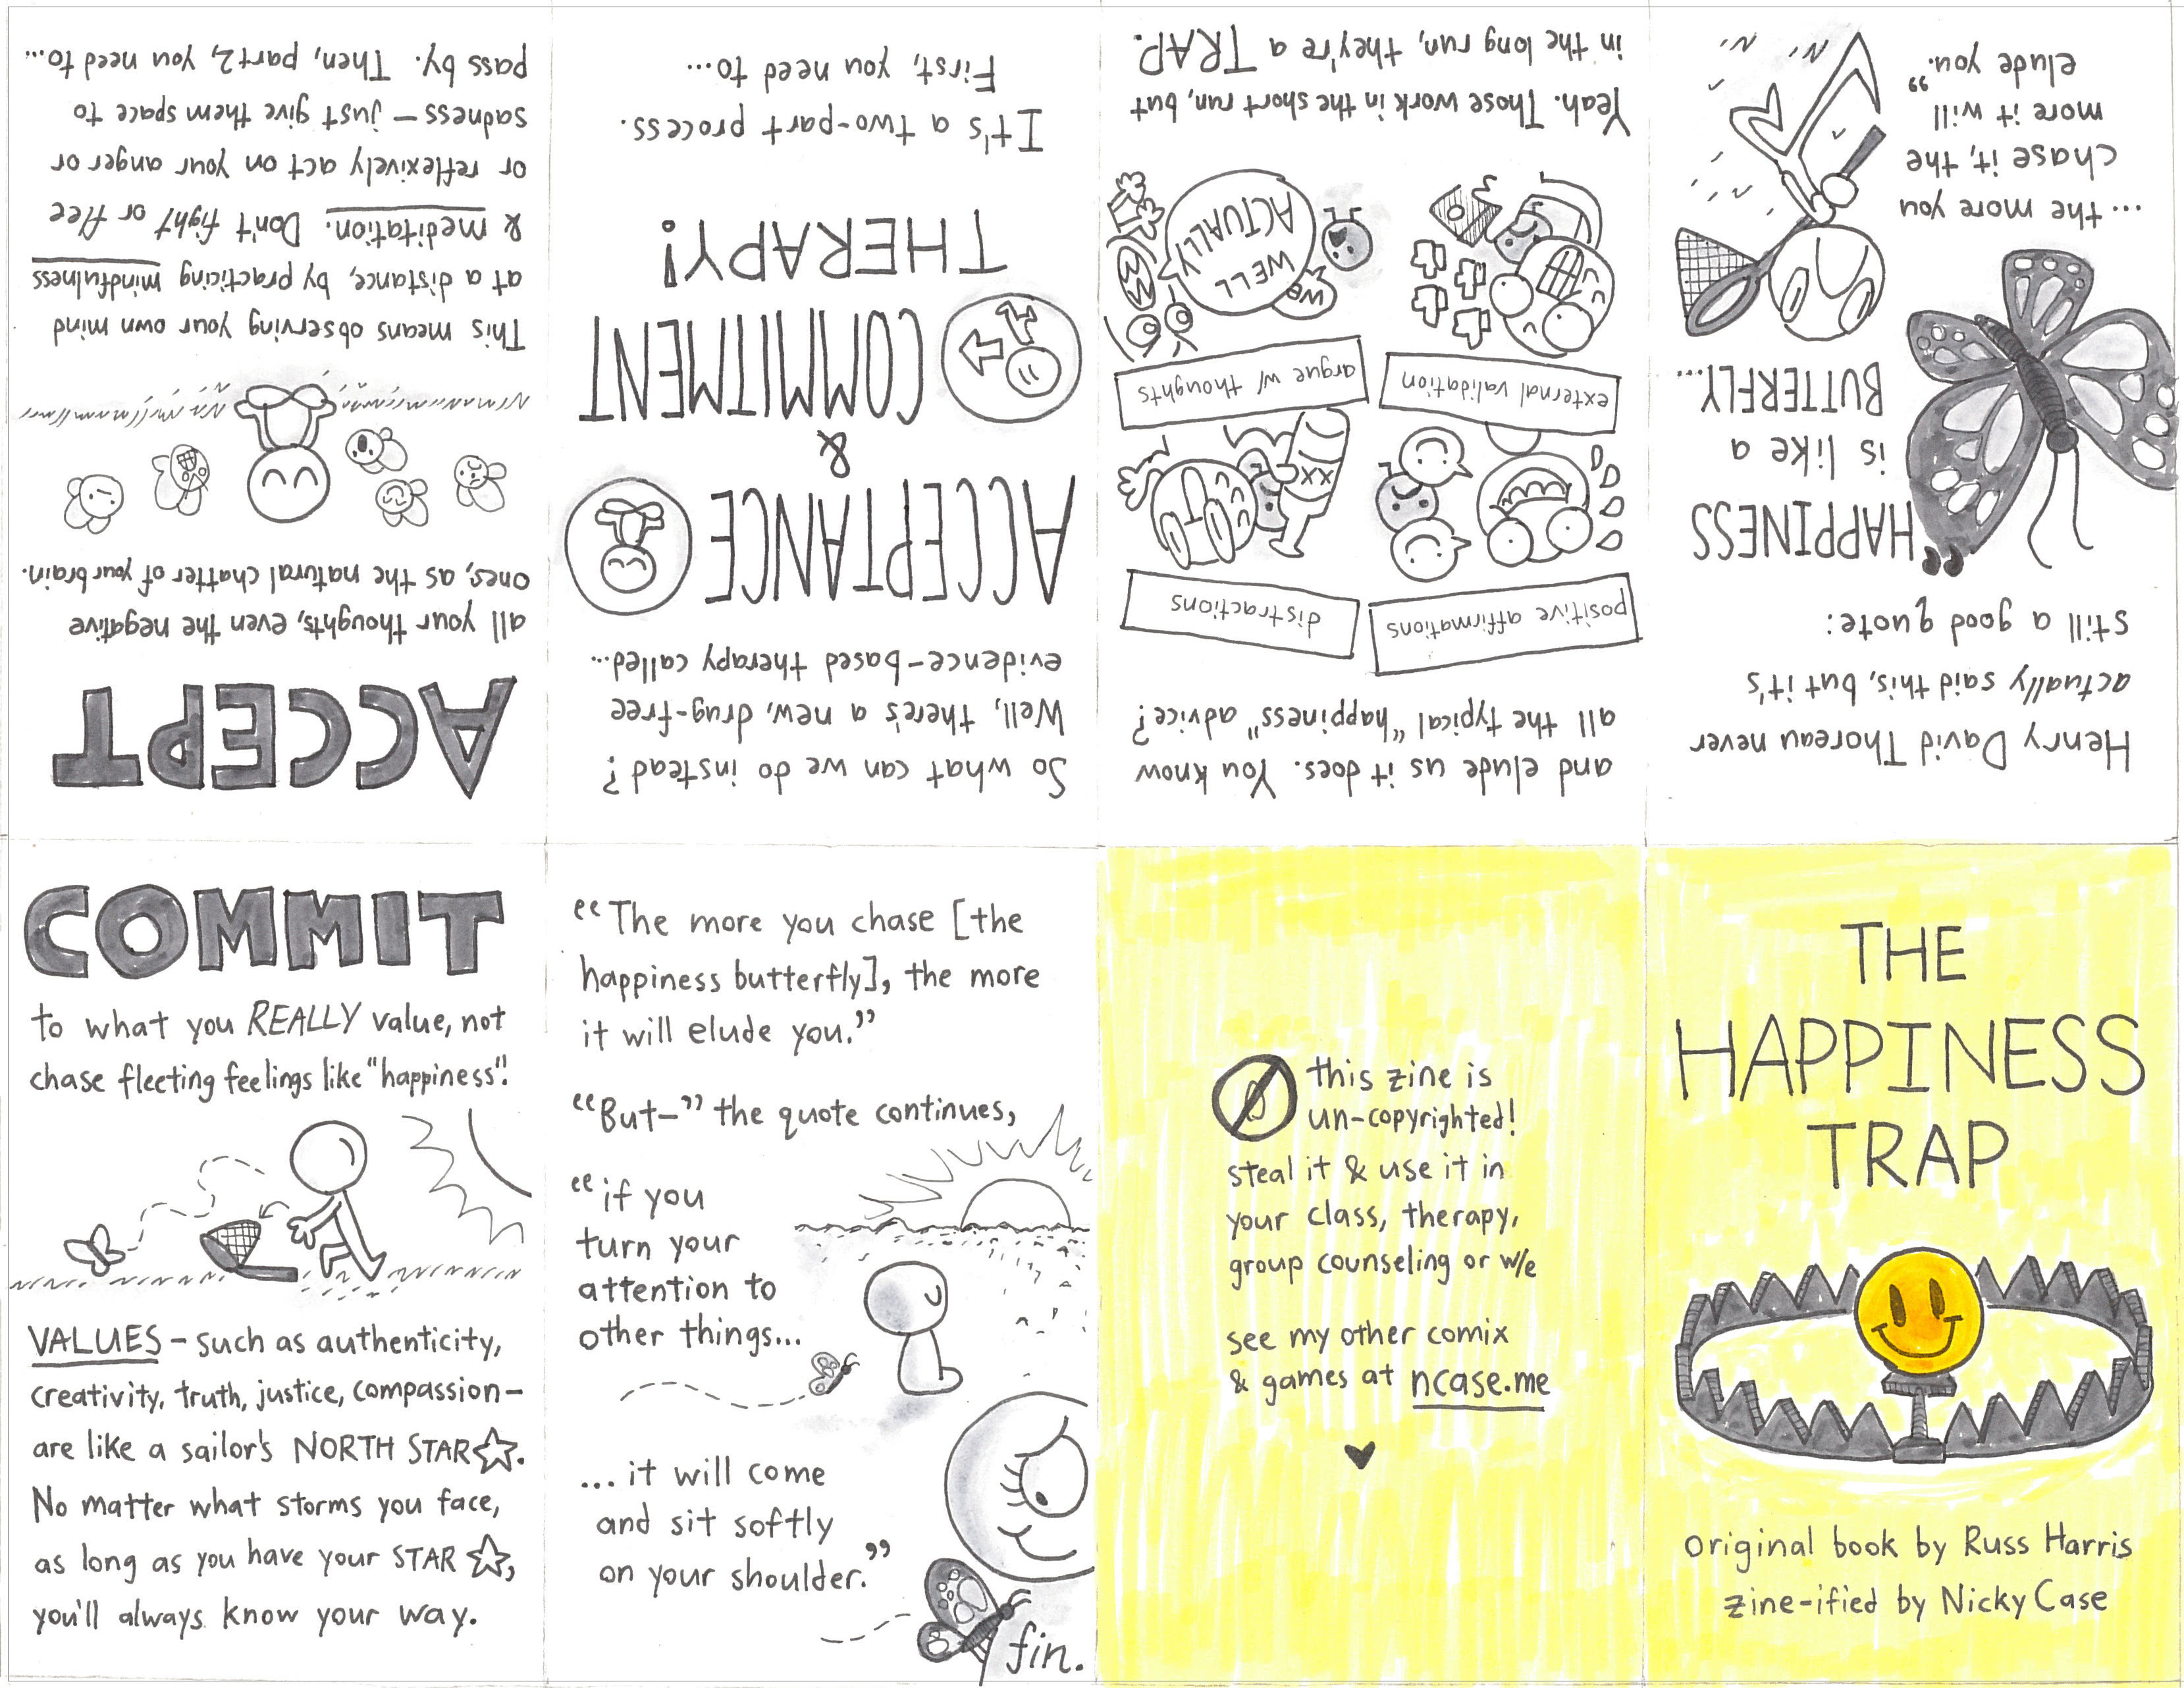 THE
HAPPINESS
TRAP
original book by Russ Harris
zine-ified by Nicky Case
Henry David Thoreau never
actually said this, but it's
still a good quote:
“HAPPINESS
is like a
BUTTERFLY...
...the more you
chase it, the
more it will
elude you.”
and elude us it does. You know
all the typical "happiness" advice?
positive affirmations
distractions
external validation
argue w/ thoughts
WELL
ACTUALLY
WE
Yeah. Those work in the short run, but
in the long run, they're a TRAP.
So what can we do instead?
Well, there's a new, drug-free
evidence-based therapy called...
ACCEPTANCE
&
COMMITMENT
THERAPY!
It's a two-part process.
First, you need to...
ACCEPT
all your thoughts, even the negative
ones, as the natural chatter of your brain.
This means observing your own mind
at a distance, by practicing mindfulness
& meditation. Don't fight or flee
or reflexively act on your anger or
sadness – just give them space to
pass by. Then, part 2, you need to...
COMMIT
to what you REALLY value, not
chase fleeting feelings like "happiness".
VALUES – such as authenticity,
creativity, truth, justice, compassion –
are like a sailor's NORTH STAR ☆.
No matter what storms you face,
as long as you have your STAR ☆,
you'll always know your way.
“The more you chase [the
happiness butterfly], the more
it will elude you.”
“But–” the quote continues,
“if you
turn your
attention to
other things...
...it will come
and sit softly
on your shoulder.”
fin.
this zine is
un-copyrighted!
steal it & use it in
your class, therapy,
group counseling or w/e
see my other comix
& games at ncase.me
♥